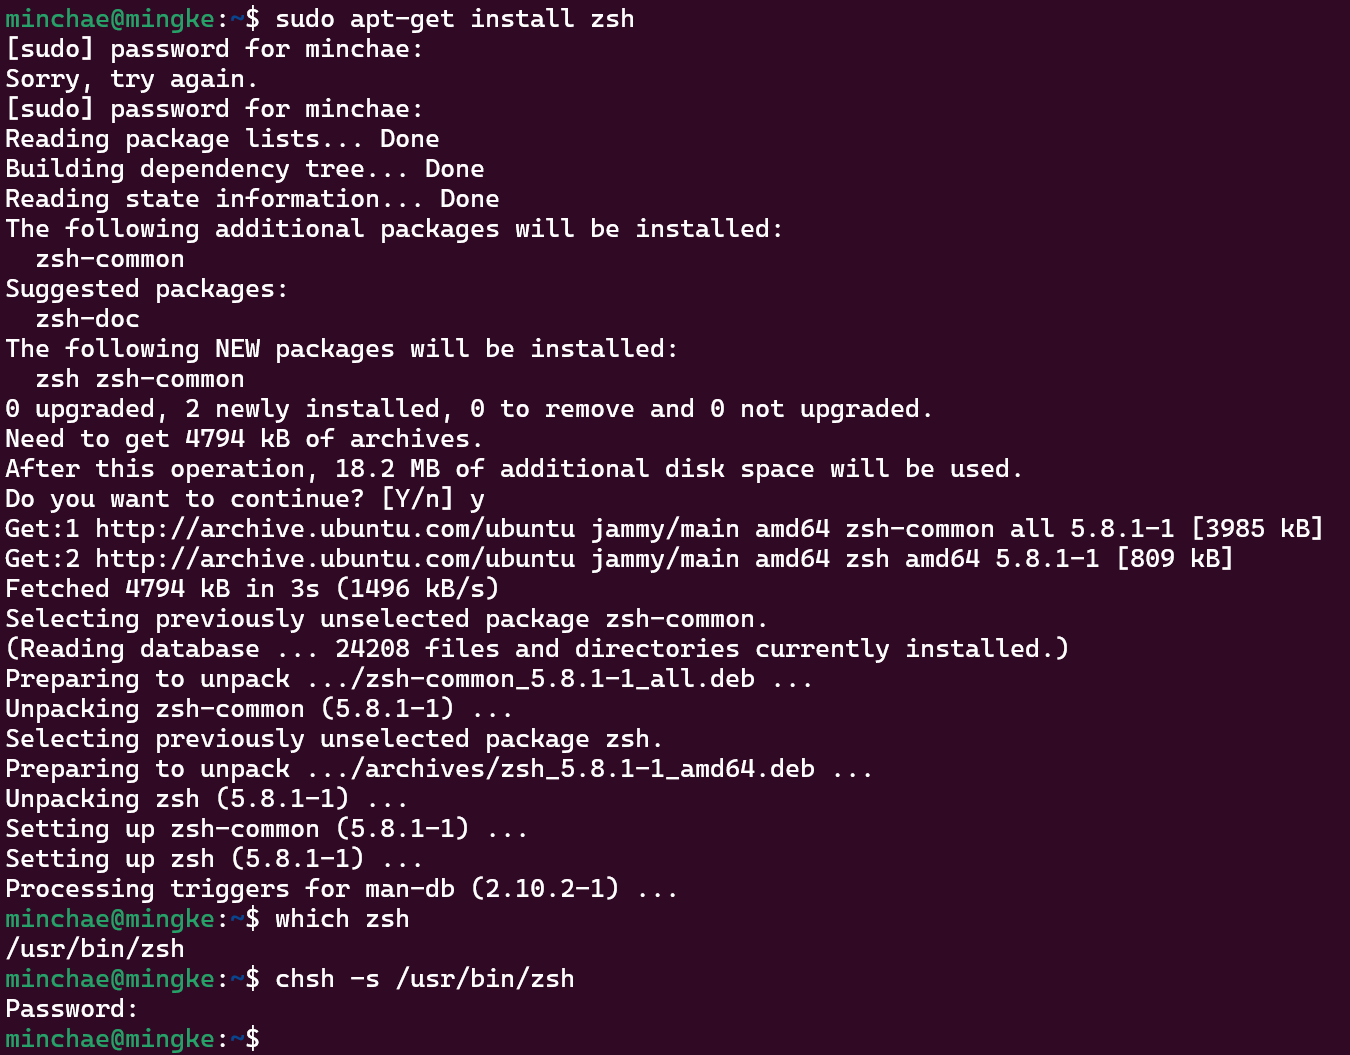 minchae@mingke:~$ sudo apt-get install zsh
[sudo] password for minchae:
Sorry, try again.
[sudo] password for minchae:
Reading package lists... Done
Building dependency tree... Done
Reading state information... Done
The following additional packages will be installed:
  zsh-common
Suggested packages:
  zsh-doc
The following NEW packages will be installed:
  zsh zsh-common
0 upgraded, 2 newly installed, 0 to remove and 0 not upgraded.
Need to get 4794 kB of archives.
After this operation, 18.2 MB of additional disk space will be used.
Do you want to continue? [Y/n] y
Get:1 http://archive.ubuntu.com/ubuntu jammy/main amd64 zsh-common all 5.8.1-1 [3985 kB]
Get:2 http://archive.ubuntu.com/ubuntu jammy/main amd64 zsh amd64 5.8.1-1 [809 kB]
Fetched 4794 kB in 3s (1496 kB/s)
Selecting previously unselected package zsh-common.
(Reading database ... 24208 files and directories currently installed.)
Preparing to unpack .../zsh-common_5.8.1-1_all.deb ...
Unpacking zsh-common (5.8.1-1) ...
Selecting previously unselected package zsh.
Preparing to unpack .../archives/zsh_5.8.1-1_amd64.deb ...
Unpacking zsh (5.8.1-1) ...
Setting up zsh-common (5.8.1-1) ...
Setting up zsh (5.8.1-1) ...
Processing triggers for man-db (2.10.2-1) ...
minchae@mingke:~$ which zsh
/usr/bin/zsh
minchae@mingke:~$ chsh -s /usr/bin/zsh
Password:
minchae@mingke:~$